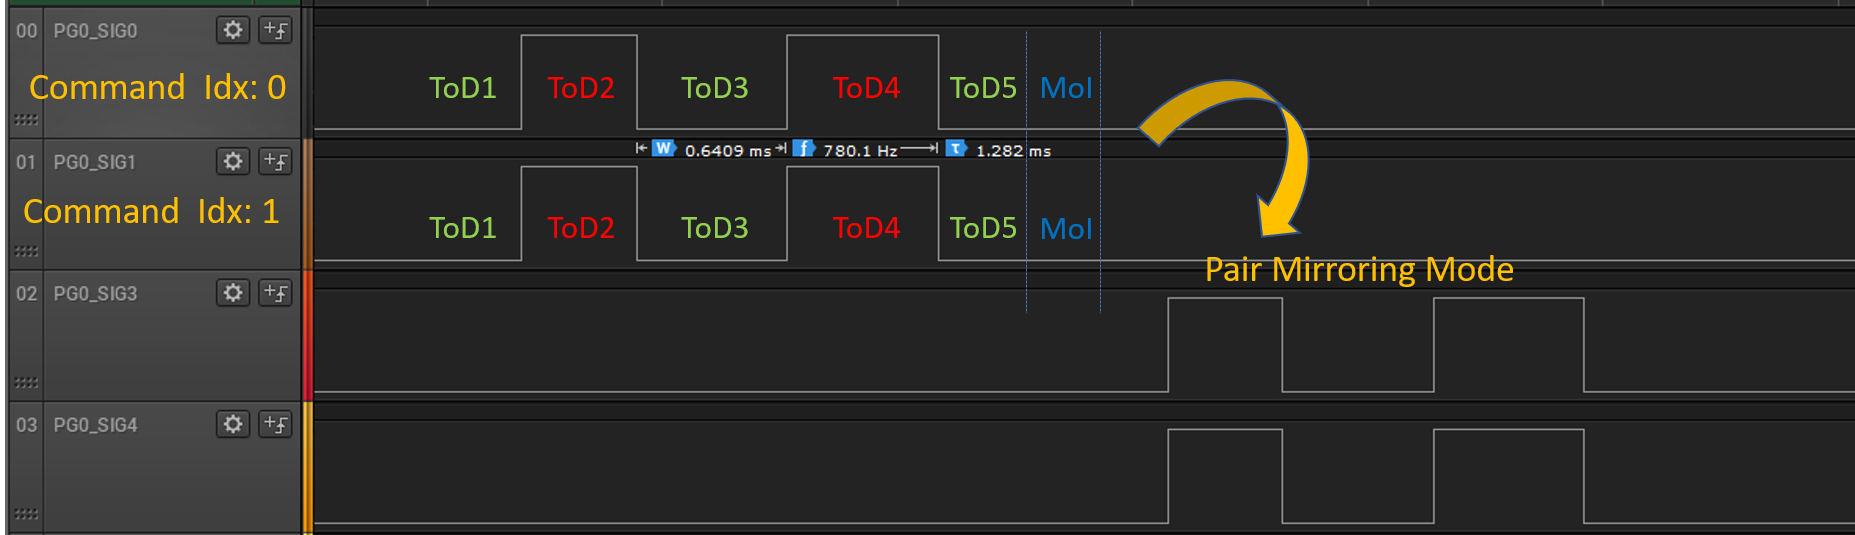 00 PG0_SIG0
Command Idx: 0
ToD1 ToD2 ToD3 ToD4 ToD5 MoI
W 0.6409 ms f 780.1 Hz τ 1.282 ms
01 PG0_SIG1
Command Idx: 1
ToD1 ToD2 ToD3 ToD4 ToD5 MoI
Pair Mirroring Mode
02 PG0_SIG3
03 PG0_SIG4